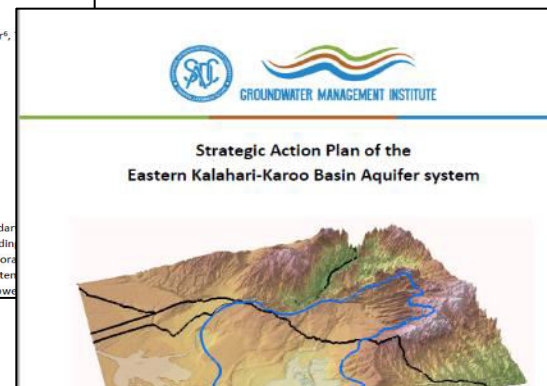 SADC
GROUNDWATER MANAGEMENT INSTITUTE
Strategic Action Plan of the
Eastern Kalahari-Karoo Basin Aquifer system